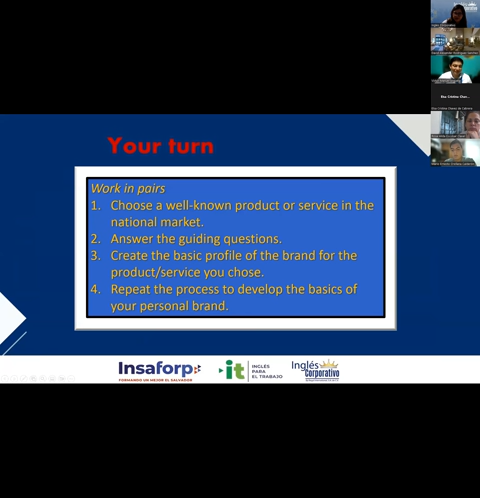 Inglés
Corporativo
Your turn
Work in pairs
1. Choose a well-known product or service in the
national market.
2. Answer the guiding questions.
3. Create the basic profile of the brand for the
product/service you chose.
4. Repeat the process to develop the basics of
your personal brand.
Insaforp
FORMANDO UN MEJOR EL SALVADOR
it
INGLES
PARA
EL TRABAJO
Inglés
Corporativo